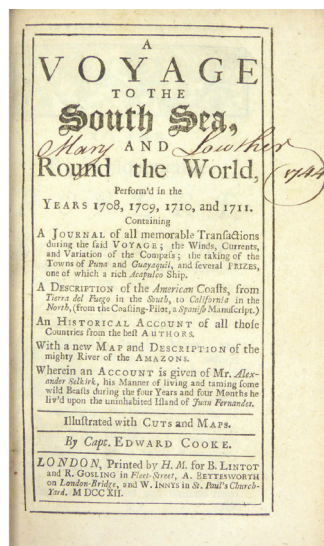 A
VOYAGE
TO THE
South Sea,
Mary AND Lowther
Round the World,
1744
Perform'd in the
YEARS 1708, 1709, 1710, and 1711.
Containing
A JOURNAL of all memorable Transactions
during the said VOYAGE; the Winds, Currents,
and Variation of the Compass; the taking of the
Towns of Puna and Guayaquill, and several PRIZES,
one of which a rich Acapulco Ship.
A DESCRIPTION of the American Coasts, from
Tierra del Fuego in the South, to California in the
North, (from the Coasting-Pilot, a Spanish Manuscript.)
An HISTORICAL ACCOUNT of all those
Countries from the best AUTHORS.
With a new MAP and DESCRIPTION of the
mighty River of the AMAZONS.
Wherein an ACCOUNT is given of Mr. Alex-
ander Selkirk, his Manner of living and taming some
wild Beasts during the four Years and four Months he
liv'd upon the uninhabited Island of Juan Fernandes.
Illustrated with CUTS and MAPS.
By Capt. EDWARD COOKE.
LONDON, Printed by H. M. for B. LINTOT
and R. GOSLING in Fleet-Street, A. BETTESWORTH
on London-Bridge, and W. INNYS in St. Paul's Church-
Yard. M DCC XII.